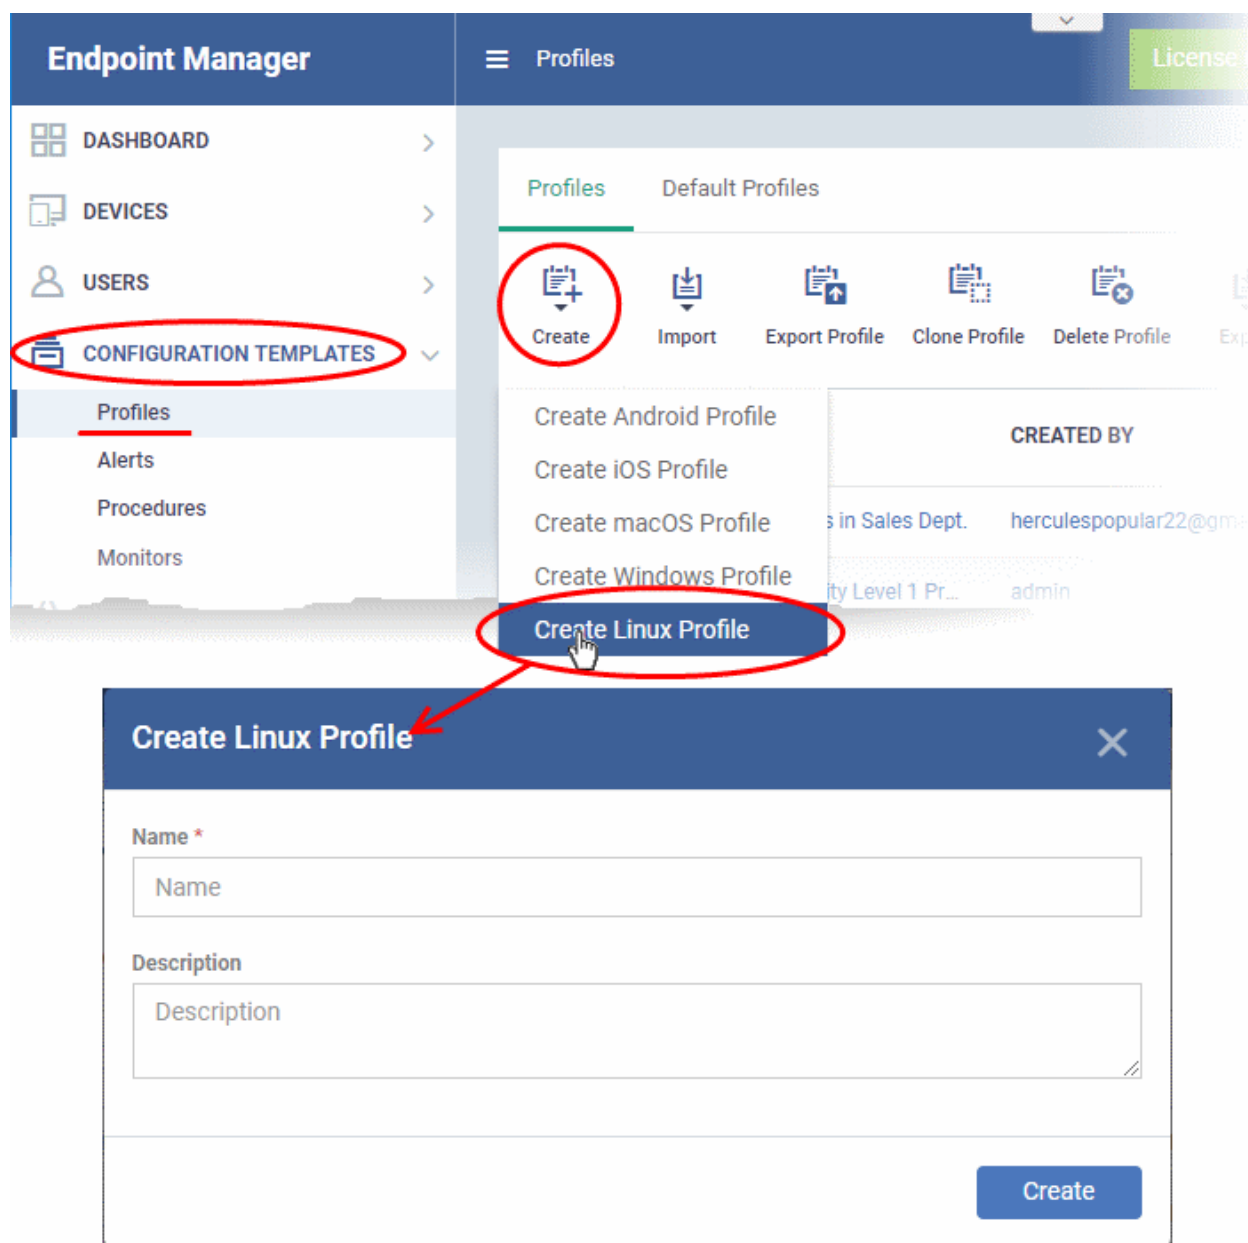 Endpoint Manager
Profiles
License
DASHBOARD
DEVICES
USERS
CONFIGURATION TEMPLATES
Profiles
Alerts
Procedures
Monitors
Profiles
Default Profiles
Create
Import
Export Profile
Clone Profile
Delete Profile
Exp
Create Android Profile
Create iOS Profile
Create macOS Profile
Create Windows Profile
Create Linux Profile
CREATED BY
s in Sales Dept.
herculespopular22@gma
ity Level 1 Pr...
admin
Create Linux Profile
Name *
Name
Description
Description
Create